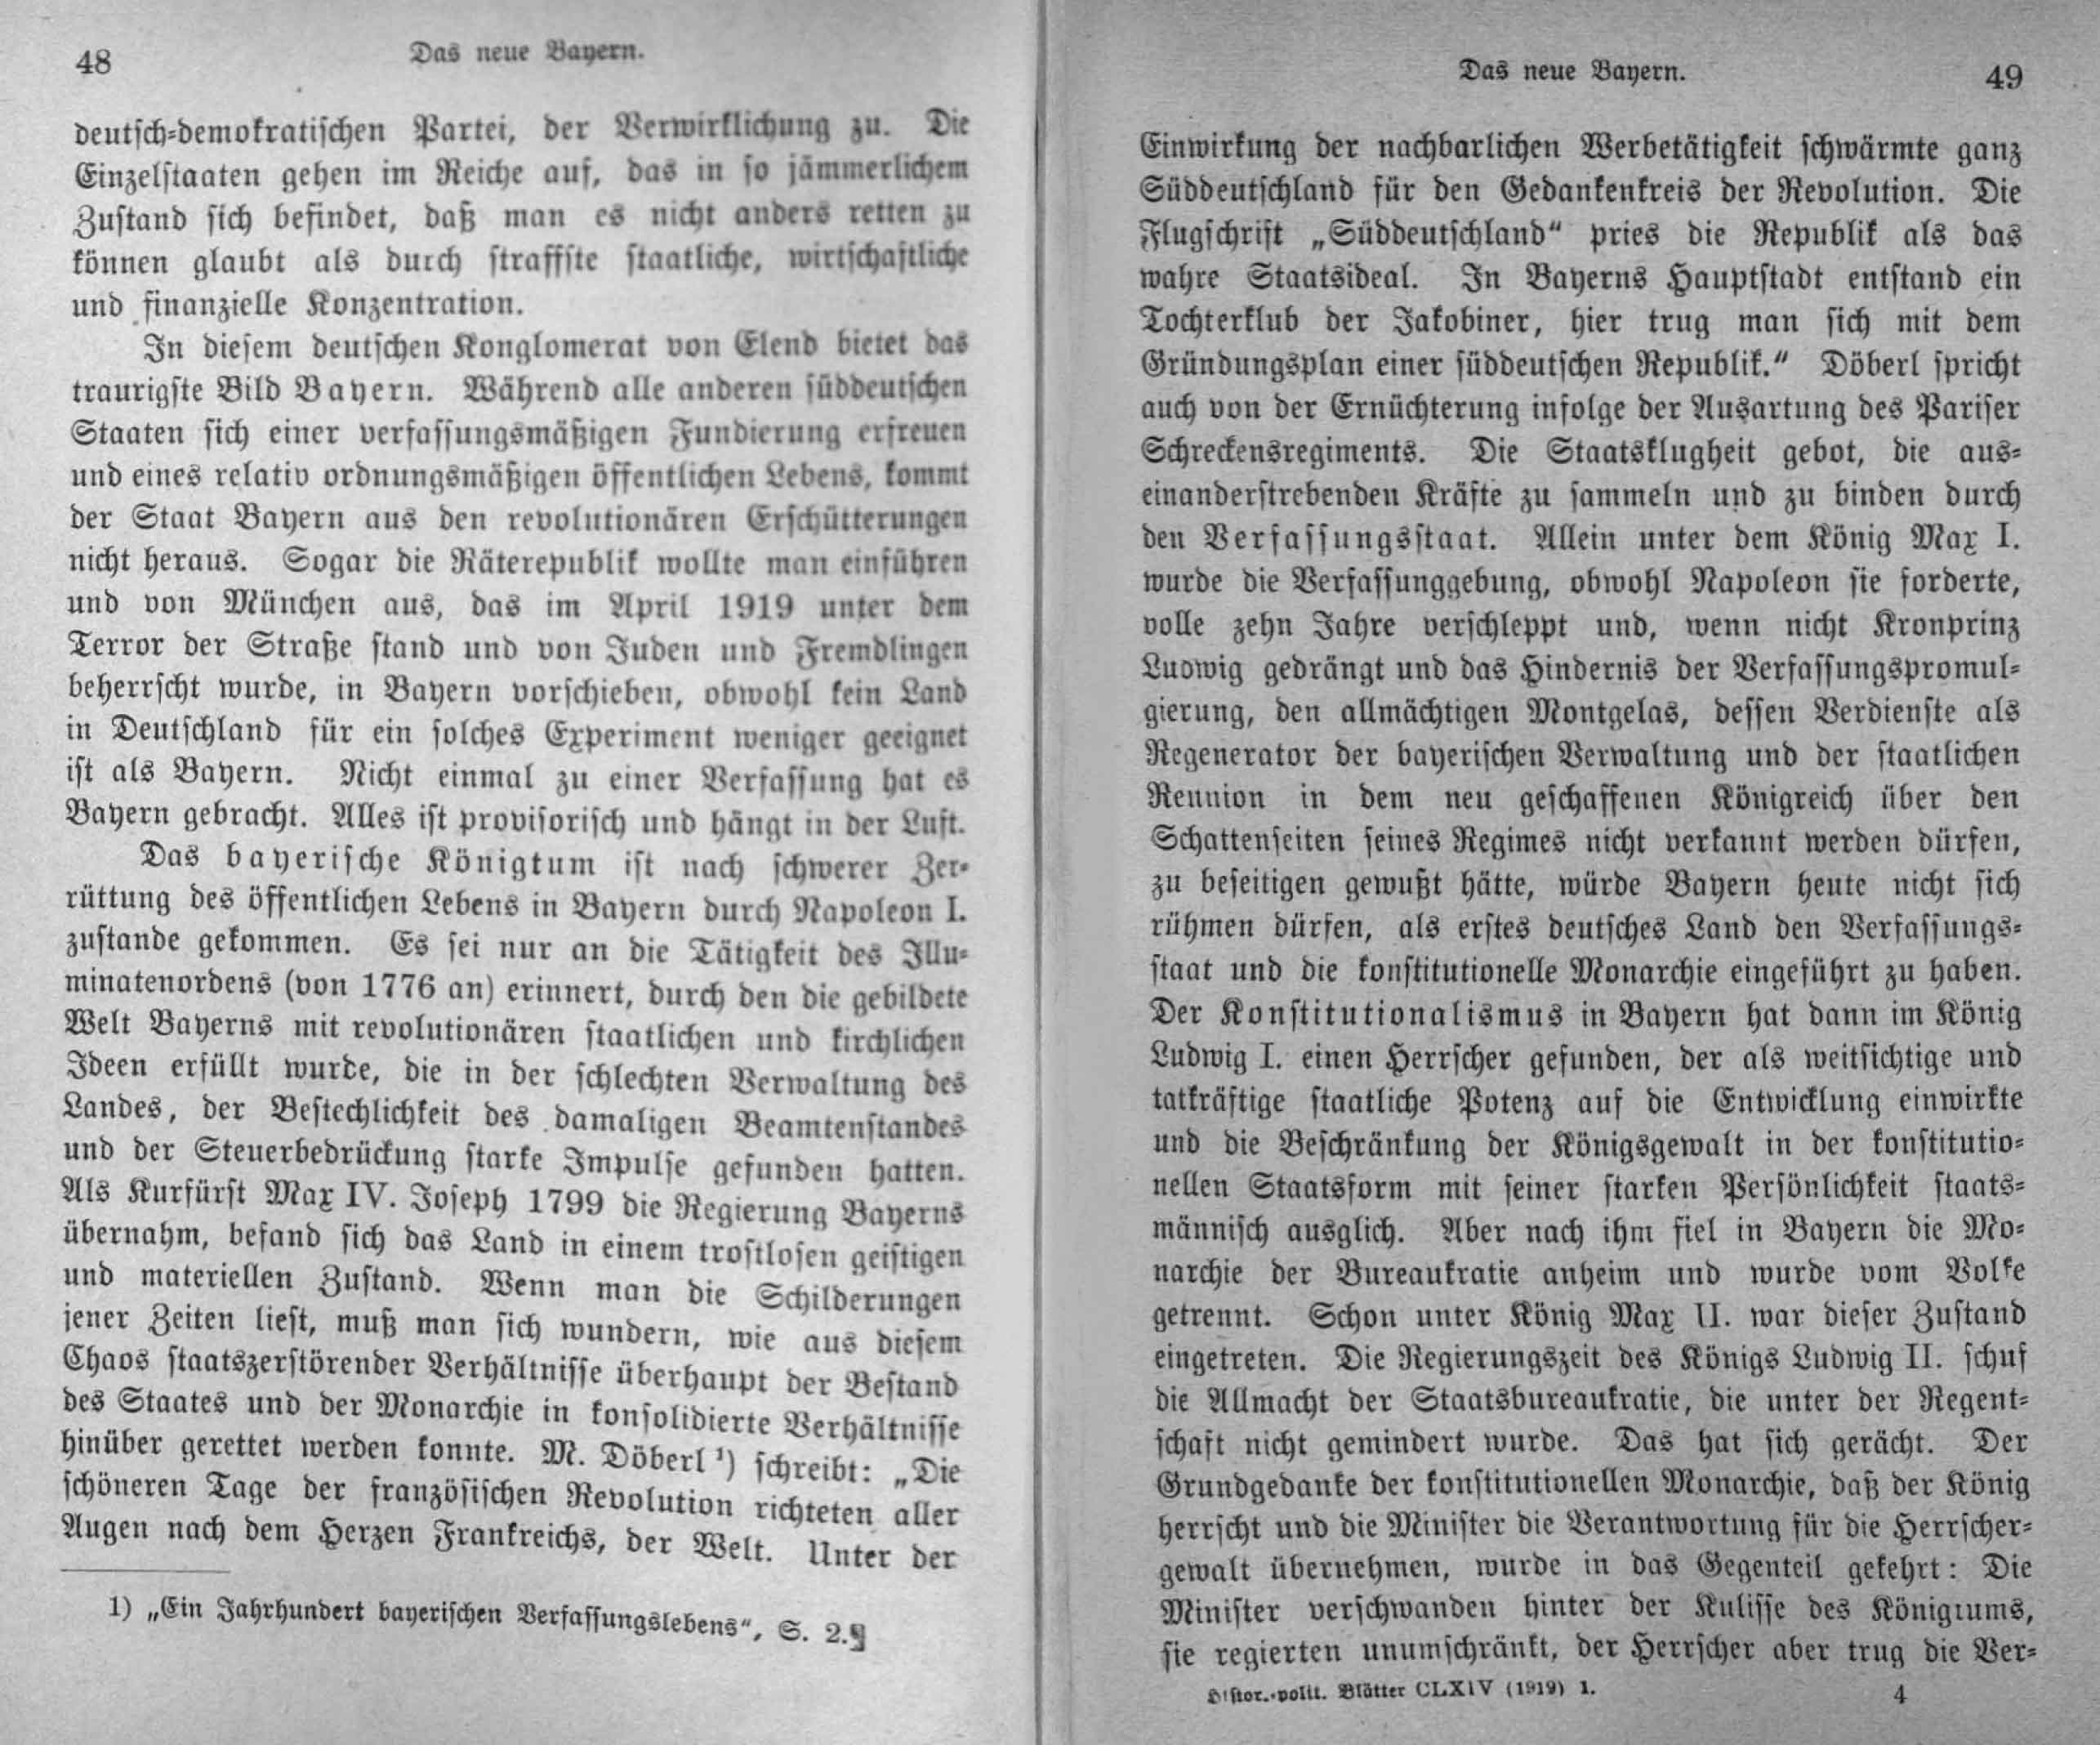 48
Das neue Bayern.
deutsch-demokratischen Partei, der Verwirklichung zu. Die
Einzelstaaten gehen im Reiche auf, das in so jämmerlichem
Zustand sich befindet, daß man es nicht anders retten zu
können glaubt als durch straffste staatliche, wirtschaftliche
und finanzielle Konzentration.
In diesem deutschen Konglomerat von Elend bietet das
traurigste Bild Bayern. Während alle anderen süddeutschen
Staaten sich einer verfassungsmäßigen Fundierung erfreuen
und eines relativ ordnungsmäßigen öffentlichen Lebens, kommt
der Staat Bayern aus den revolutionären Erschütterungen
nicht heraus. Sogar die Räterepublik wollte man einführen
und von München aus, das im April 1919 unter dem
Terror der Straße stand und von Juden und Fremdlingen
beherrscht wurde, in Bayern vorschieben, obwohl kein Land
in Deutschland für ein solches Experiment weniger geeignet
ist als Bayern. Nicht einmal zu einer Verfassung hat es
Bayern gebracht. Alles ist provisorisch und hängt in der Luft.
Das bayerische Königtum ist nach schwerer Zer-
rüttung des öffentlichen Lebens in Bayern durch Napoleon I.
zustande gekommen. Es sei nur an die Tätigkeit des Illu-
minatenordens (von 1776 an) erinnert, durch den die gebildete
Welt Bayerns mit revolutionären staatlichen und kirchlichen
Ideen erfüllt wurde, die in der schlechten Verwaltung des
Landes, der Bestechlichkeit des damaligen Beamtenstandes
und der Steuerbedrückung starke Impulse gefunden hatten.
Als Kurfürst Max IV. Joseph 1799 die Regierung Bayerns
übernahm, befand sich das Land in einem trostlosen geistigen
und materiellen Zustand. Wenn man die Schilderungen
jener Zeiten liest, muß man sich wundern, wie aus diesem
Chaos staatszerstörender Verhältnisse überhaupt der Bestand
des Staates und der Monarchie in konsolidierte Verhältnisse
hinüber gerettet werden konnte. M. Döberl ¹) schreibt: „Die
schöneren Tage der französischen Revolution richteten aller
Augen nach dem Herzen Frankreichs, der Welt. Unter der
1) „Ein Jahrhundert bayerischen Verfassungslebens“, S. 2.
Das neue Bayern.
49
Einwirkung der nachbarlichen Werbetätigkeit schwärmte ganz
Süddeutschland für den Gedankenkreis der Revolution. Die
Flugschrift „Süddeutschland“ pries die Republik als das
wahre Staatsideal. In Bayerns Hauptstadt entstand ein
Tochterklub der Jakobiner, hier trug man sich mit dem
Gründungsplan einer süddeutschen Republik.“ Döberl spricht
auch von der Ernüchterung infolge der Ausartung des Pariser
Schreckensregiments. Die Staatsklugheit gebot, die aus-
einanderstrebenden Kräfte zu sammeln und zu binden durch
den Verfassungsstaat. Allein unter dem König Max I.
wurde die Verfassunggebung, obwohl Napoleon sie forderte,
volle zehn Jahre verschleppt und, wenn nicht Kronprinz
Ludwig gedrängt und das Hindernis der Verfassungspromul-
gierung, den allmächtigen Montgelas, dessen Verdienste als
Regenerator der bayerischen Verwaltung und der staatlichen
Reunion in dem neu geschaffenen Königreich über den
Schattenseiten seines Regimes nicht verkannt werden dürfen,
zu beseitigen gewußt hätte, würde Bayern heute nicht sich
rühmen dürfen, als erstes deutsches Land den Verfassungs-
staat und die konstitutionelle Monarchie eingeführt zu haben.
Der Konstitutionalismus in Bayern hat dann im König
Ludwig I. einen Herrscher gefunden, der als weitsichtige und
tatkräftige staatliche Potenz auf die Entwicklung einwirkte
und die Beschränkung der Königsgewalt in der konstitutio-
nellen Staatsform mit seiner starken Persönlichkeit staats-
männisch ausglich. Aber nach ihm fiel in Bayern die Mo-
narchie der Bureaukratie anheim und wurde vom Volke
getrennt. Schon unter König Max II. war dieser Zustand
eingetreten. Die Regierungszeit des Königs Ludwig II. schuf
die Allmacht der Staatsbureaukratie, die unter der Regent-
schaft nicht gemindert wurde. Das hat sich gerächt. Der
Grundgedanke der konstitutionellen Monarchie, daß der König
herrscht und die Minister die Verantwortung für die Herrscher-
gewalt übernehmen, wurde in das Gegenteil gekehrt: Die
Minister verschwanden hinter der Kulisse des Königtums,
sie regierten unumschränkt, der Herrscher aber trug die Ver-
Histor.-polit. Blätter CLXIV (1919) 1.
4